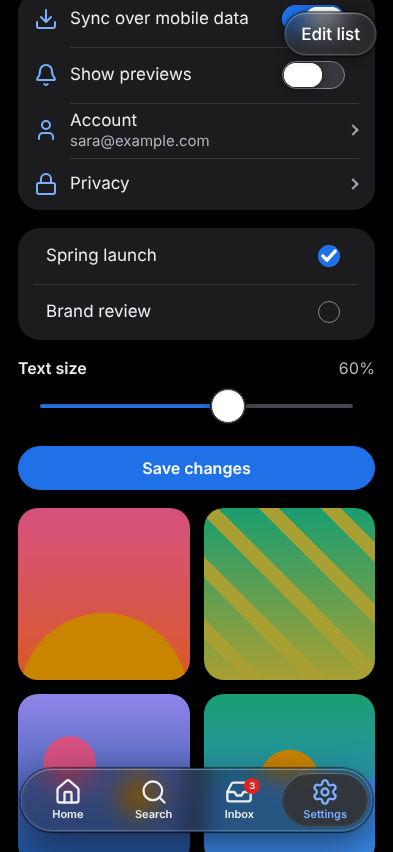 Sync over mobile data
Edit list
Show previews
Account
sara@example.com
Privacy
Spring launch
Brand review
Text size
60%
Save changes
3
Home
Search
Inbox
Settings